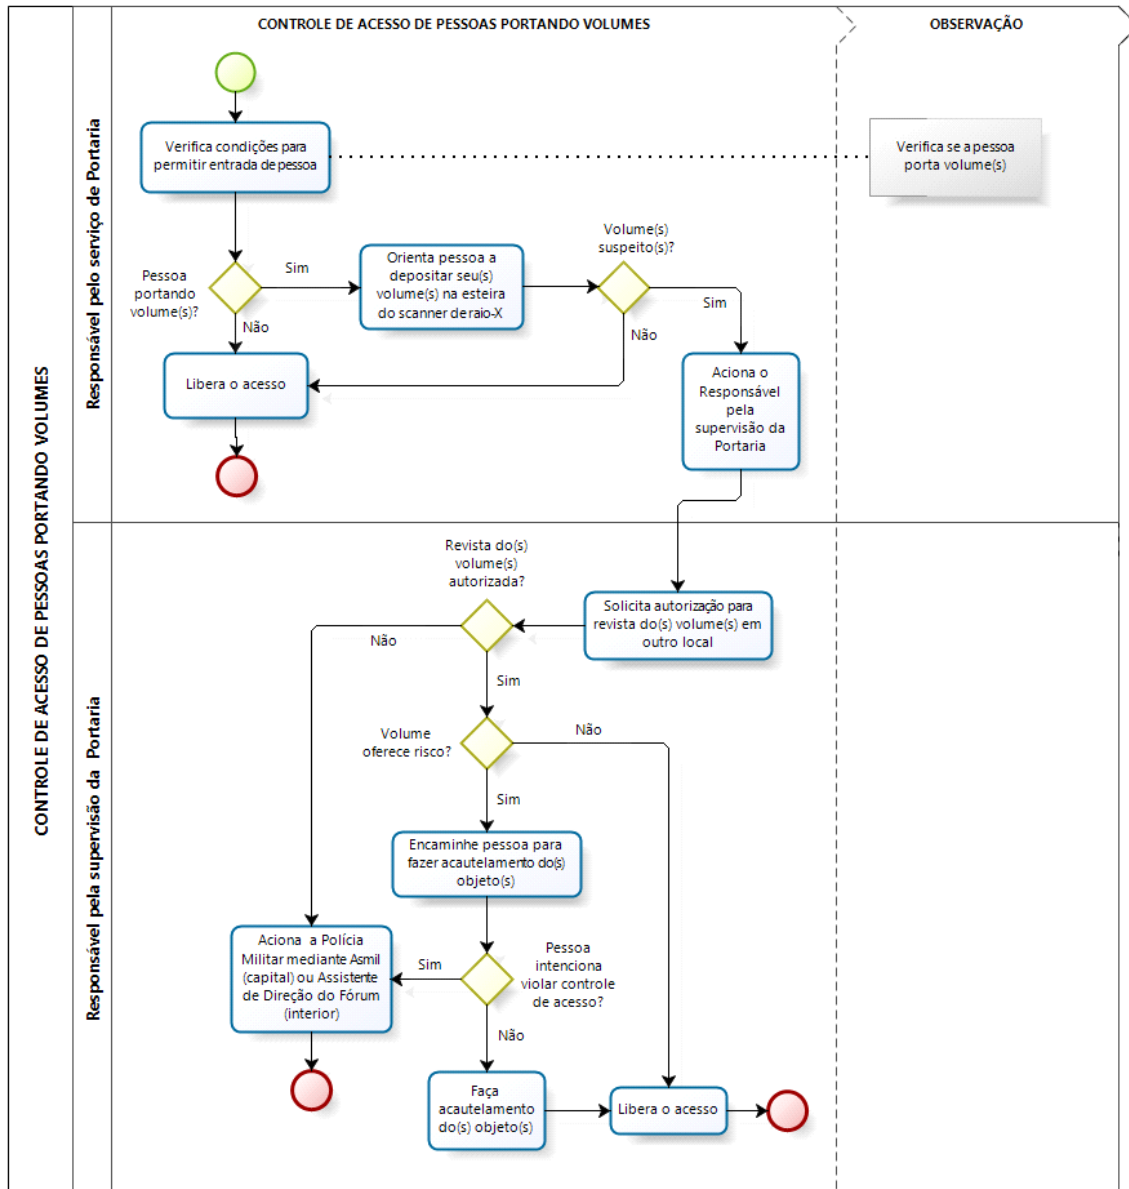 CONTROLE DE ACESSO DE PESSOAS PORTANDO VOLUMES
OBSERVAÇÃO
CONTROLE DE ACESSO DE PESSOAS PORTANDO VOLUMES
Responsável pelo serviço de Portaria
Verifica condições para
permitir entrada de pessoa
Verifica se a pessoa
porta volume(s)
Pessoa
portando
volume(s)?
Sim
Não
Orienta pessoa a
depositar seu(s)
volume(s) na esteira
do scanner de raio-X
Volume(s)
suspeito(s)?
Sim
Não
Libera o acesso
Aciona o
Responsável
pela
supervisão da
Portaria
Responsável pela supervisão da Portaria
Revista do(s)
volume(s)
autorizada?
Solicita autorização para
revista do(s) volume(s) em
outro local
Não
Sim
Volume
oferece risco?
Não
Sim
Encaminhe pessoa para
fazer acautelamento do(s)
objeto(s)
Aciona a Polícia
Militar mediante Asmil
(capital) ou Assistente
de Direção do Fórum
(interior)
Sim
Pessoa
intenciona
violar controle
de acesso?
Não
Faça
acautelamento
do(s) objeto(s)
Libera o acesso